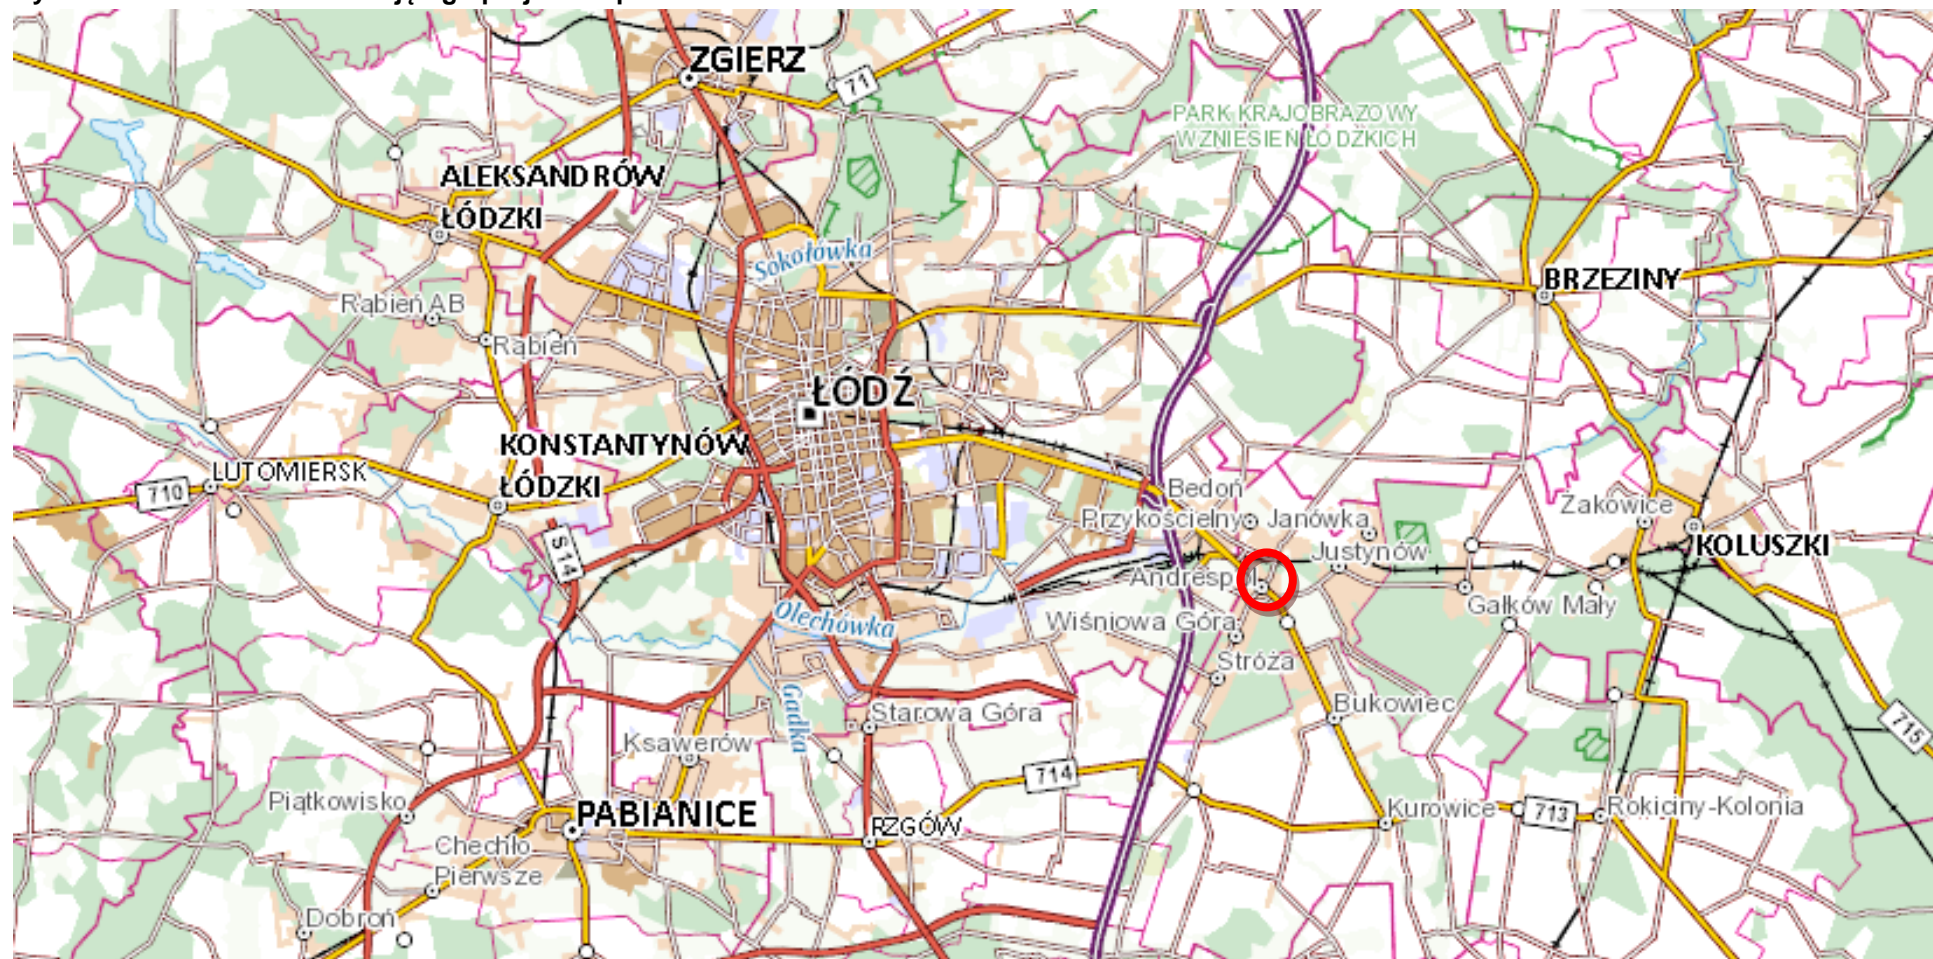 ZGIERZ
71
PARK KRAJOBRAZOWY
WZNIESIEŃ ŁÓDZKICH
ALEKSANDRÓW
ŁÓDZKI
Sokołówka
BRZEZINY
Rąbień AB
Rąbień
ŁÓDŹ
KONSTANTYNÓW
ŁÓDZKI
LUTOMIERSK
710
Bedoń
Przykościelny
Janówka
Żakowice
KOLUSZKI
S14
Justynów
Andrespol
Gałków Mały
Olechówka
Wiśniowa Góra
Stróża
Bukowiec
Gadka
Starowa Góra
715
Ksawerów
714
Piątkowisko
PABIANICE
RZGÓW
Kurowice
713
Rokiciny-Kolonia
Chechło
Pierwsze
Dobroń